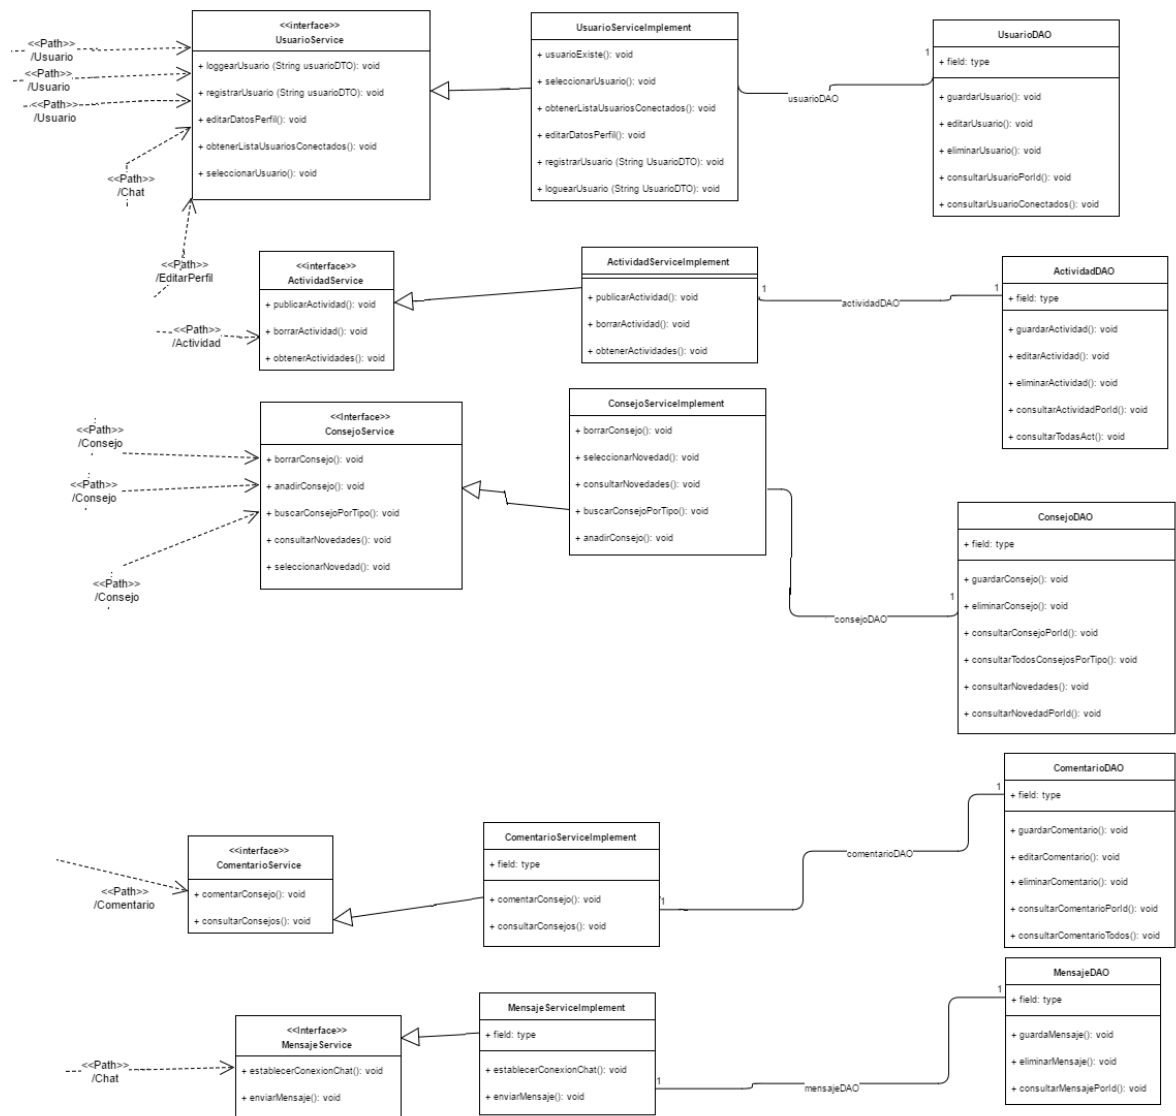 <<Path>>
/Usuario
<<Path>>
/Usuario
<<Path>>
/Usuario
<<Path>>
/Chat
<<Path>>
/EditarPerfil
<<interface>>
UsuarioService
+ loggearUsuario (String usuarioDTO): void
+ registrarUsuario (String usuarioDTO): void
+ editarDatosPerfil(): void
+ obtenerListaUsuariosConectados(): void
+ seleccionarUsuario(): void
UsuarioServiceImplement
+ usuarioExiste(): void
+ seleccionarUsuario(): void
+ obtenerListaUsuariosConectados(): void
+ editarDatosPerfil(): void
+ registrarUsuario (String UsuarioDTO): void
+ loguearUsuario (String UsuarioDTO): void
1
usuarioDAO
1
UsuarioDAO
+ field: type
+ guardarUsuario(): void
+ editarUsuario(): void
+ eliminarUsuario(): void
+ consultarUsuarioPorId(): void
+ consultarUsuarioConectados(): void
<<Path>>
/Actividad
<<interface>>
ActividadService
+ publicarActividad(): void
+ borrarActividad(): void
+ obtenerActividades(): void
ActividadServiceImplement
+ publicarActividad(): void
+ borrarActividad(): void
+ obtenerActividades(): void
1
actividadDAO
1
ActividadDAO
+ field: type
+ guardarActividad(): void
+ editarActividad(): void
+ eliminarActividad(): void
+ consultarActividadPorId(): void
+ consultarTodasAct(): void
<<Path>>
/Consejo
<<Path>>
/Consejo
<<Path>>
/Consejo
<<Interface>>
ConsejoService
+ borrarConsejo(): void
+ anadirConsejo(): void
+ buscarConsejoPorTipo(): void
+ consultarNovedades(): void
+ seleccionarNovedad(): void
ConsejoServiceImplement
+ borrarConsejo(): void
+ seleccionarNovedad(): void
+ consultarNovedades(): void
+ buscarConsejoPorTipo(): void
+ anadirConsejo(): void
1
consejoDAO
1
ConsejoDAO
+ field: type
+ guardarConsejo(): void
+ eliminarConsejo(): void
+ consultarConsejoPorId(): void
+ consultarTodosConsejosPorTipo(): void
+ consultarNovedades(): void
+ consultarNovedadPorId(): void
<<Path>>
/Comentario
<<interface>>
ComentarioService
+ comentarConsejo(): void
+ consultarConsejos(): void
ComentarioServiceImplement
+ field: type
+ comentarConsejo(): void
+ consultarConsejos(): void
1
comentarioDAO
1
ComentarioDAO
+ field: type
+ guardarComentario(): void
+ editarComentario(): void
+ eliminarComentario(): void
+ consultarComentarioPorId(): void
+ consultarComentarioTodos(): void
<<Path>>
/Chat
<<Interface>>
MensajeService
+ establecerConexionChat(): void
+ enviarMensaje(): void
MensajeServiceImplement
+ field: type
+ establecerConexionChat(): void
+ enviarMensaje(): void
1
mensajeDAO
1
MensajeDAO
+ field: type
+ guardaMensaje(): void
+ eliminarMensaje(): void
+ consultarMensajePorId(): void